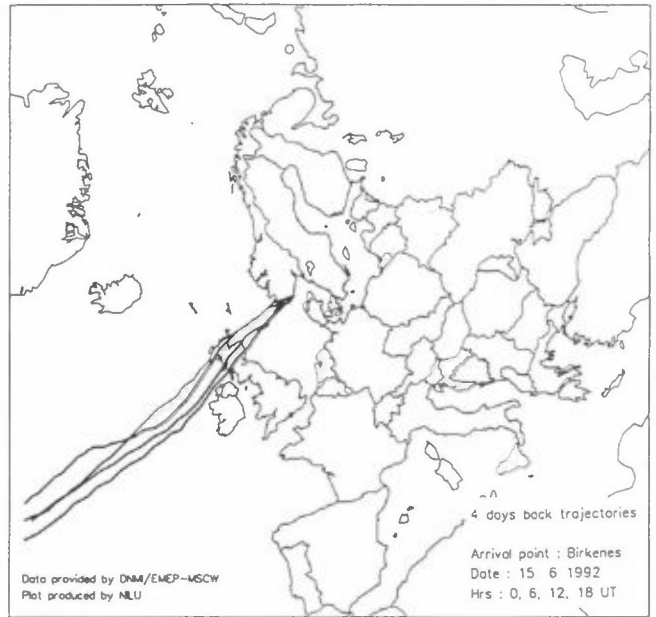 4 days back trajectories
Arrival point : Birkenes
Date : 15 6 1992
Hrs : 0, 6, 12, 18 UT
Data provided by DNMI/EMEP-MSCW
Plot produced by NILU